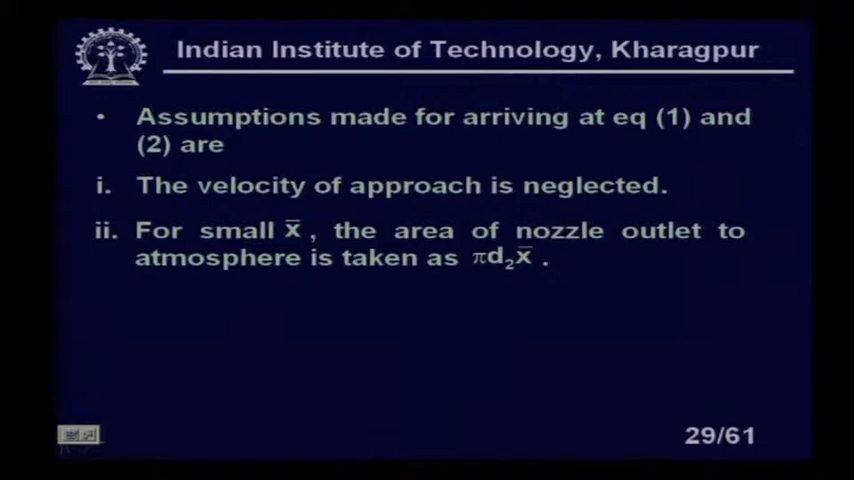 Indian Institute of Technology, Kharagpur
• Assumptions made for arriving at eq (1) and
(2) are
i. The velocity of approach is neglected.
ii. For small x̅ , the area of nozzle outlet to
atmosphere is taken as πd₂x̅ .
29/61